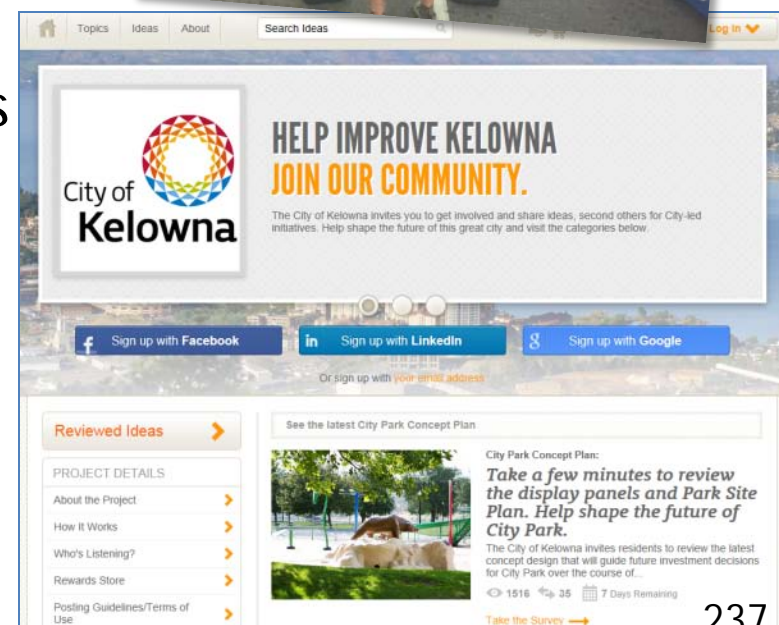 s
Topics Ideas About Search Ideas Log In
City of
Kelowna
HELP IMPROVE KELOWNA
JOIN OUR COMMUNITY.
The City of Kelowna invites you to get involved and share ideas, second others for City-led
initiatives. Help shape the future of this great city and visit the categories below.
f Sign up with Facebook
in Sign up with LinkedIn
g Sign up with Google
Or sign up with your email address
Reviewed Ideas
PROJECT DETAILS
About the Project
How It Works
Who's Listening?
Rewards Store
Posting Guidelines/Terms of
Use
See the latest City Park Concept Plan
City Park Concept Plan:
Take a few minutes to review
the display panels and Park Site
Plan. Help shape the future of
City Park.
The City of Kelowna invites residents to review the latest
concept design that will guide future investment decisions
for City Park over the course of...
1516 35 7 Days Remaining
Take the Survey
237